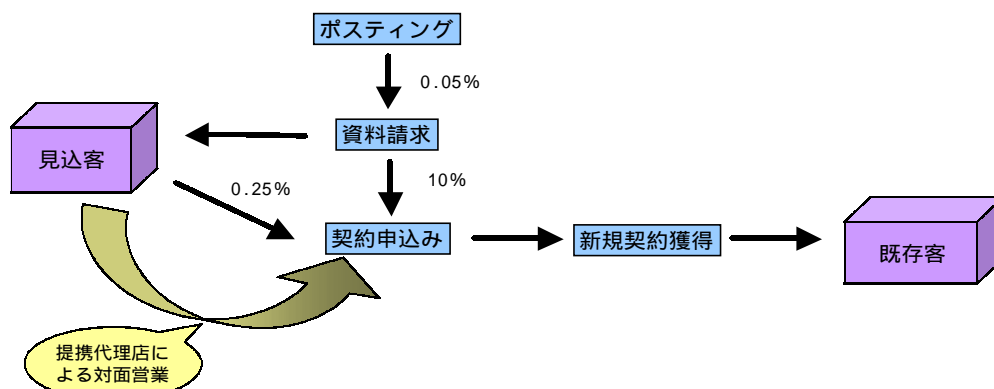 ポスティング
0.05%
資料請求
見込客
0.25%
10%
契約申込み
新規契約獲得
既存客
提携代理店に
よる対面営業